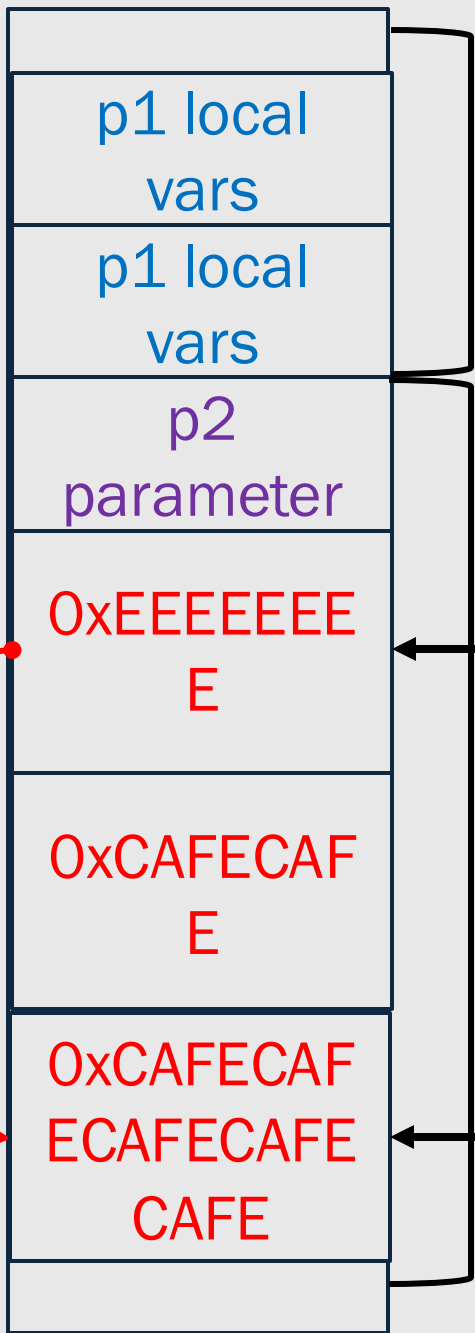 p1 local
vars
p1 local
vars
p2
parameter
0xEEEEEEE
E
0xCAFECAF
E
0xCAFECAF
ECAFECAFE
CAFE